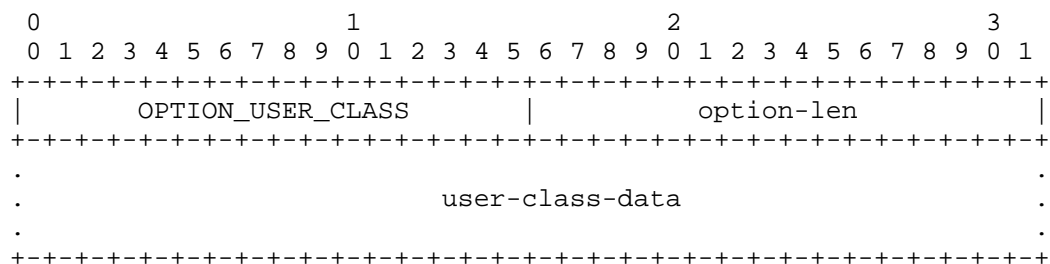 0                   1                   2                   3
 0 1 2 3 4 5 6 7 8 9 0 1 2 3 4 5 6 7 8 9 0 1 2 3 4 5 6 7 8 9 0 1
+-+-+-+-+-+-+-+-+-+-+-+-+-+-+-+-+-+-+-+-+-+-+-+-+-+-+-+-+-+-+-+-+
|       OPTION_USER_CLASS       |          option-len           |
+-+-+-+-+-+-+-+-+-+-+-+-+-+-+-+-+-+-+-+-+-+-+-+-+-+-+-+-+-+-+-+-+
.                                                               .
.                          user-class-data                      .
.                                                               .
+-+-+-+-+-+-+-+-+-+-+-+-+-+-+-+-+-+-+-+-+-+-+-+-+-+-+-+-+-+-+-+-+